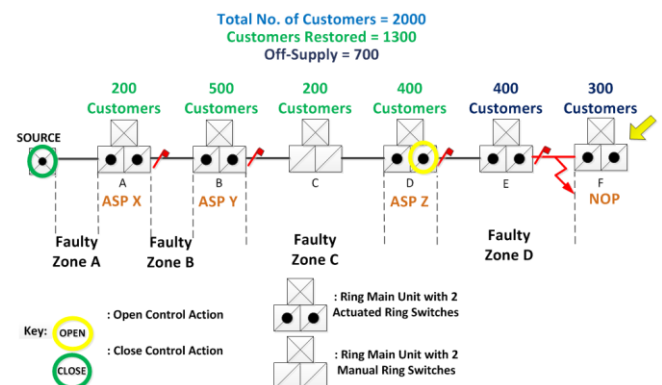 Total No. of Customers = 2000
Customers Restored = 1300
Off-Supply = 700
200 Customers
500 Customers
200 Customers
400 Customers
400 Customers
300 Customers
SOURCE
A
B
C
D
E
F
ASP X
ASP Y
ASP Z
NOP
Faulty Zone A
Faulty Zone B
Faulty Zone C
Faulty Zone D
Key:
OPEN
: Open Control Action
CLOSE
: Close Control Action
: Ring Main Unit with 2
Actuated Ring Switches
: Ring Main Unit with 2
Manual Ring Switches